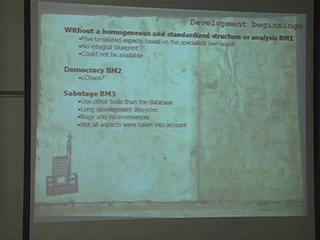 Development beginnings
Without a homogeneous and standardized structure or analysis BM1
•Five unrelated aspects based on the specialists own work
•No integral blueprint
•Could not be available
Democracy BM2
•¿Chaos?
Sabotage BM3
•Use other tools than the database
•Long development lifecycles
•Bugs and inconveniences
•Not all aspects were taken into account